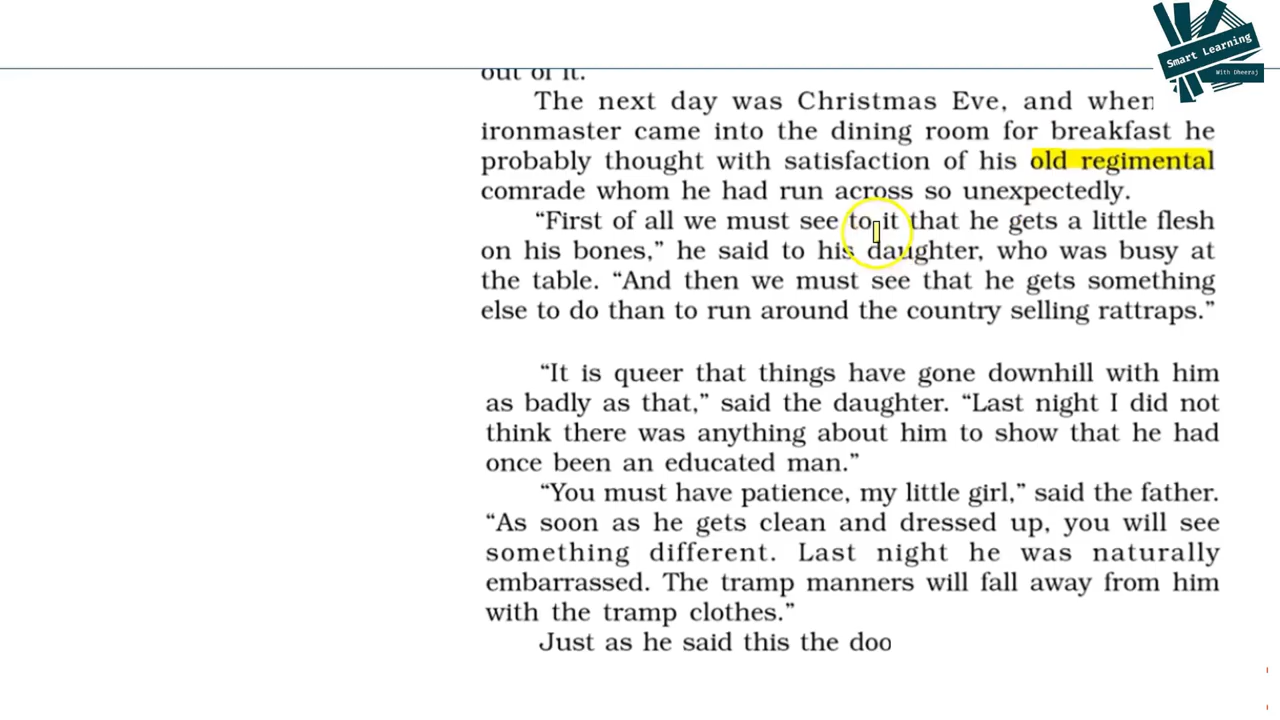 Smart Learning
With Dheeraj
out of it.
The next day was Christmas Eve, and when
ironmaster came into the dining room for breakfast he
probably thought with satisfaction of his old regimental
comrade whom he had run across so unexpectedly.
“First of all we must see to it that he gets a little flesh
on his bones,” he said to his daughter, who was busy at
the table. “And then we must see that he gets something
else to do than to run around the country selling rattraps.”
“It is queer that things have gone downhill with him
as badly as that,” said the daughter. “Last night I did not
think there was anything about him to show that he had
once been an educated man.”
“You must have patience, my little girl,” said the father.
“As soon as he gets clean and dressed up, you will see
something different. Last night he was naturally
embarrassed. The tramp manners will fall away from him
with the tramp clothes.”
Just as he said this the doo